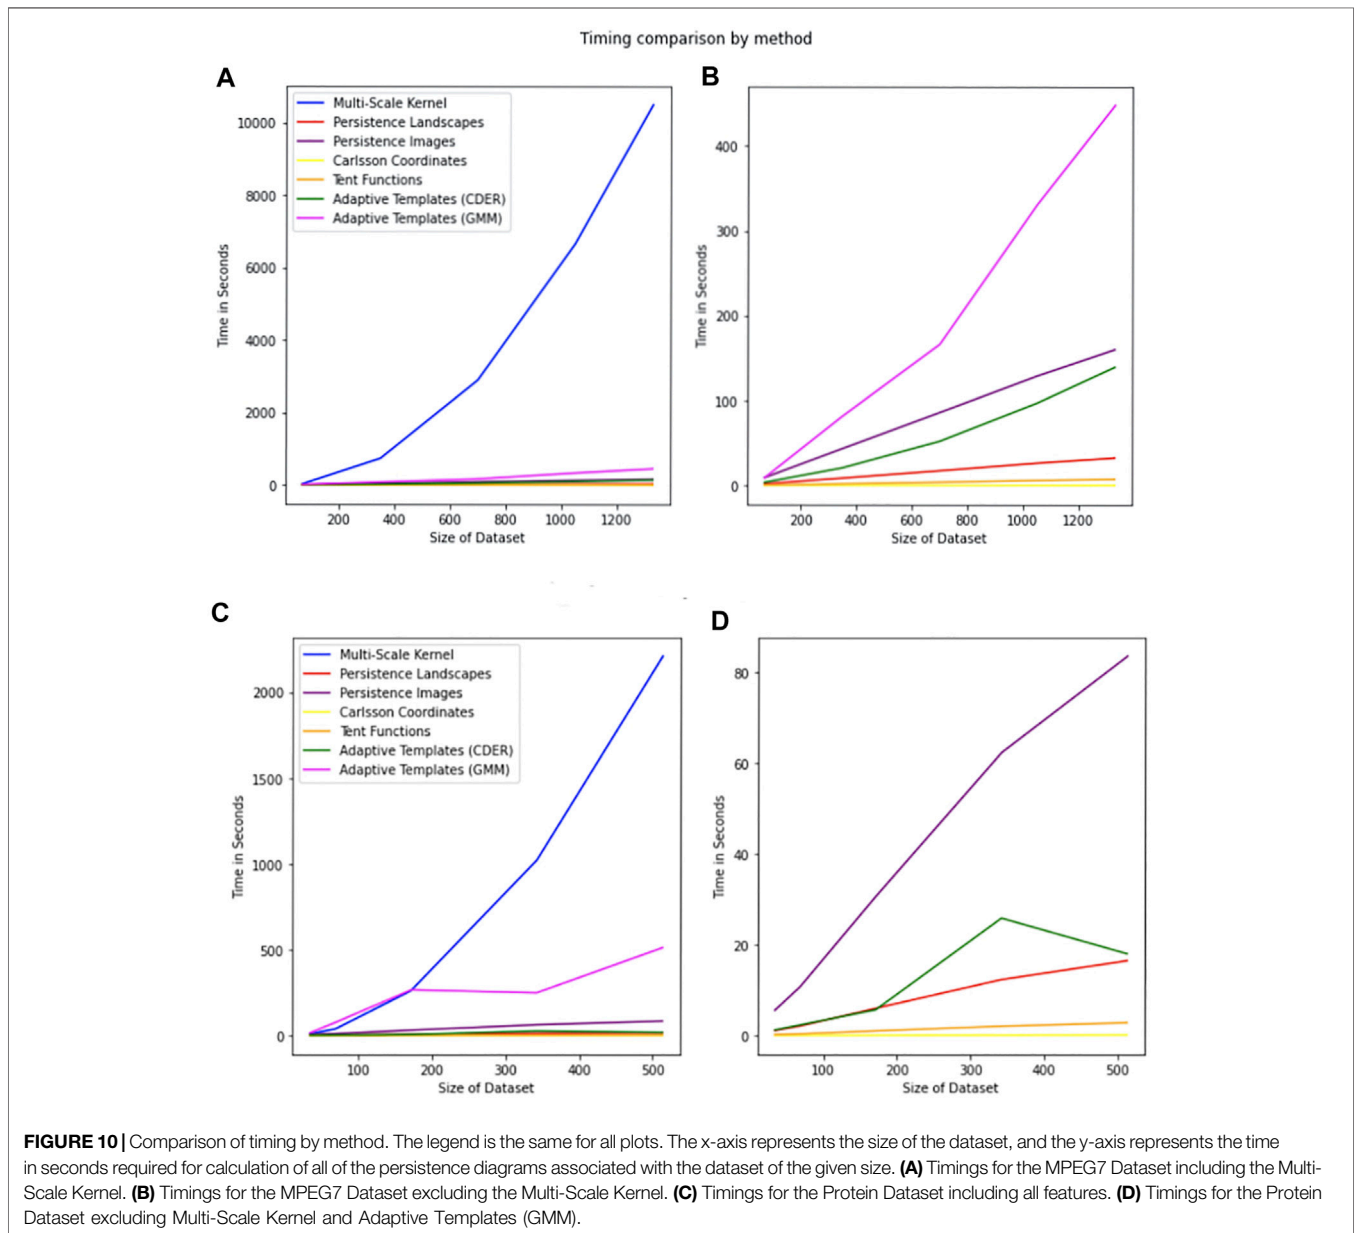 Timing comparison by method
A
Multi-Scale Kernel
Persistence Landscapes
Persistence Images
Carlsson Coordinates
Tent Functions
Adaptive Templates (CDER)
Adaptive Templates (GMM)
10000
8000
6000
4000
2000
0
Time in Seconds
200 400 600 800 1000 1200
Size of Dataset
B
400
300
200
100
0
Time in Seconds
200 400 600 800 1000 1200
Size of Dataset
C
Multi-Scale Kernel
Persistence Landscapes
Persistence Images
Carlsson Coordinates
Tent Functions
Adaptive Templates (CDER)
Adaptive Templates (GMM)
2000
1500
1000
500
0
Time in Seconds
100 200 300 400 500
Size of Dataset
D
80
60
40
20
0
Time in Seconds
100 200 300 400 500
Size of Dataset
FIGURE 10 | Comparison of timing by method. The legend is the same for all plots. The x-axis represents the size of the dataset, and the y-axis represents the time
in seconds required for calculation of all of the persistence diagrams associated with the dataset of the given size. (A) Timings for the MPEG7 Dataset including the Multi-
Scale Kernel. (B) Timings for the MPEG7 Dataset excluding the Multi-Scale Kernel. (C) Timings for the Protein Dataset including all features. (D) Timings for the Protein
Dataset excluding Multi-Scale Kernel and Adaptive Templates (GMM).